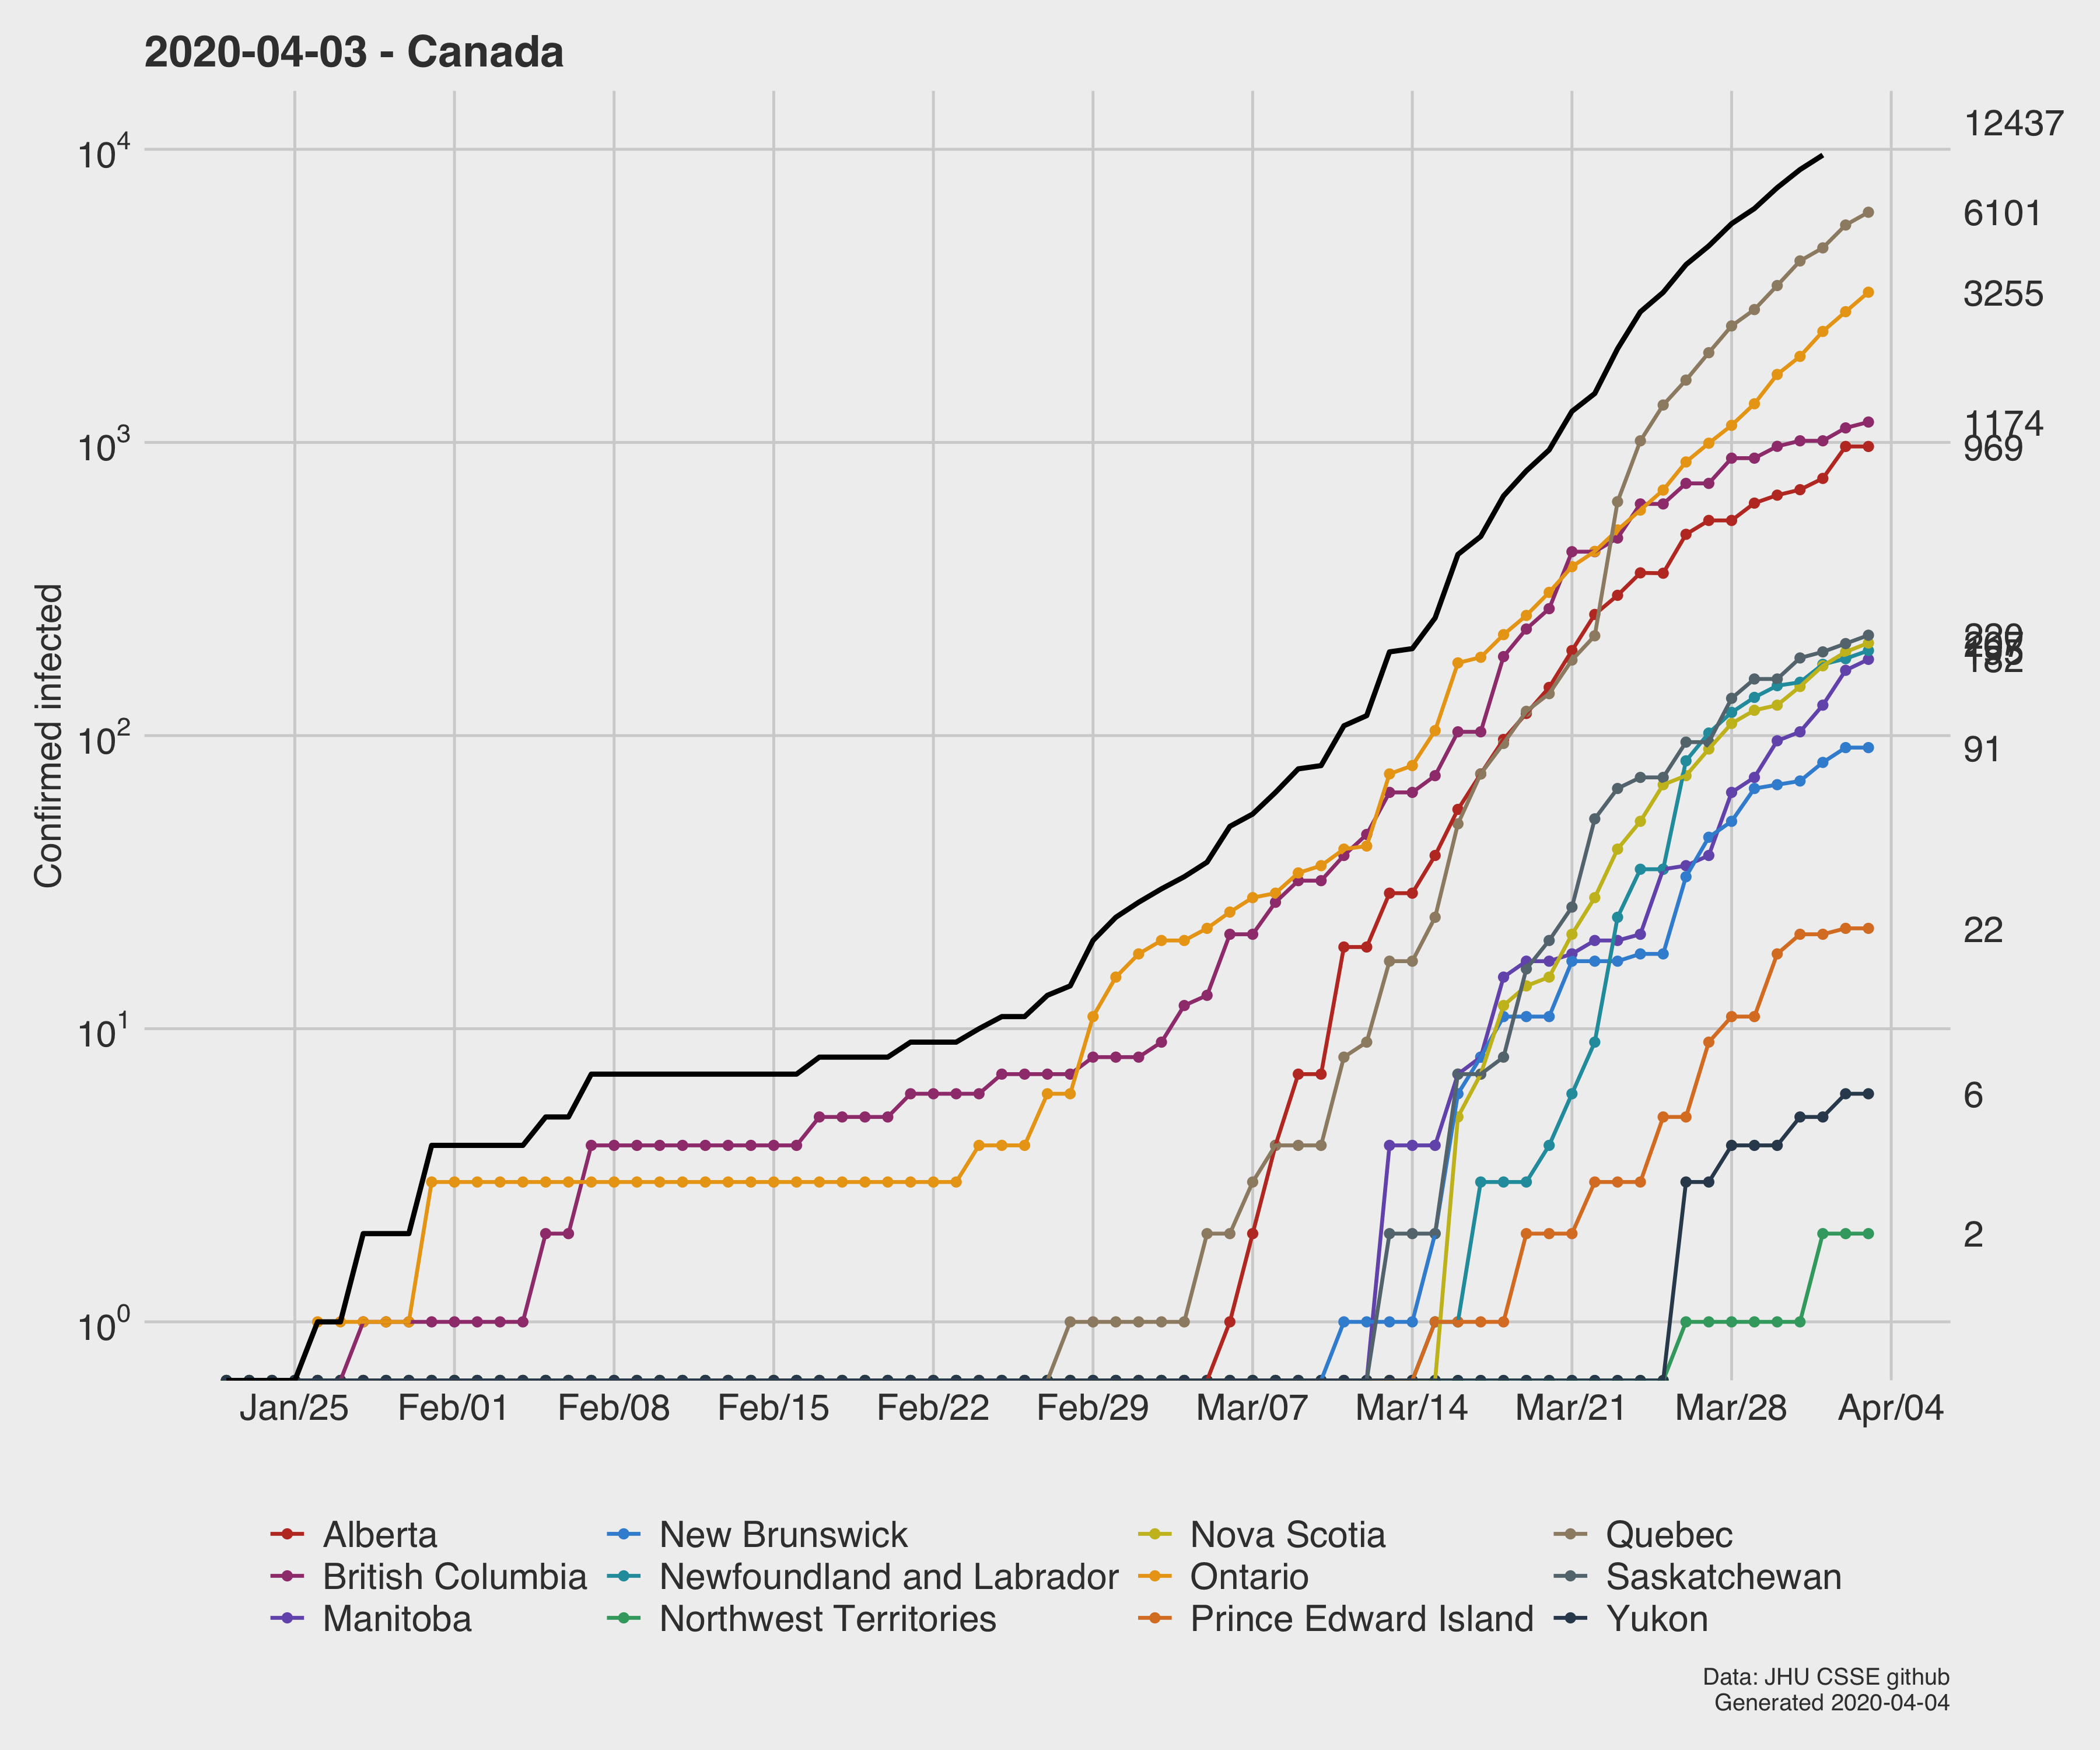 2020-04-03 - Canada
12437
10^4
6101
3255
1174
10^3
969
Confirmed infected
220
182
10^2
91
22
10^1
6
2
10^0
Jan/25 Feb/01 Feb/08 Feb/15 Feb/22 Feb/29 Mar/07 Mar/14 Mar/21 Mar/28 Apr/04
Alberta New Brunswick Nova Scotia Quebec
British Columbia Newfoundland and Labrador Ontario Saskatchewan
Manitoba Northwest Territories Prince Edward Island Yukon
Data: JHU CSSE github
Generated 2020-04-04